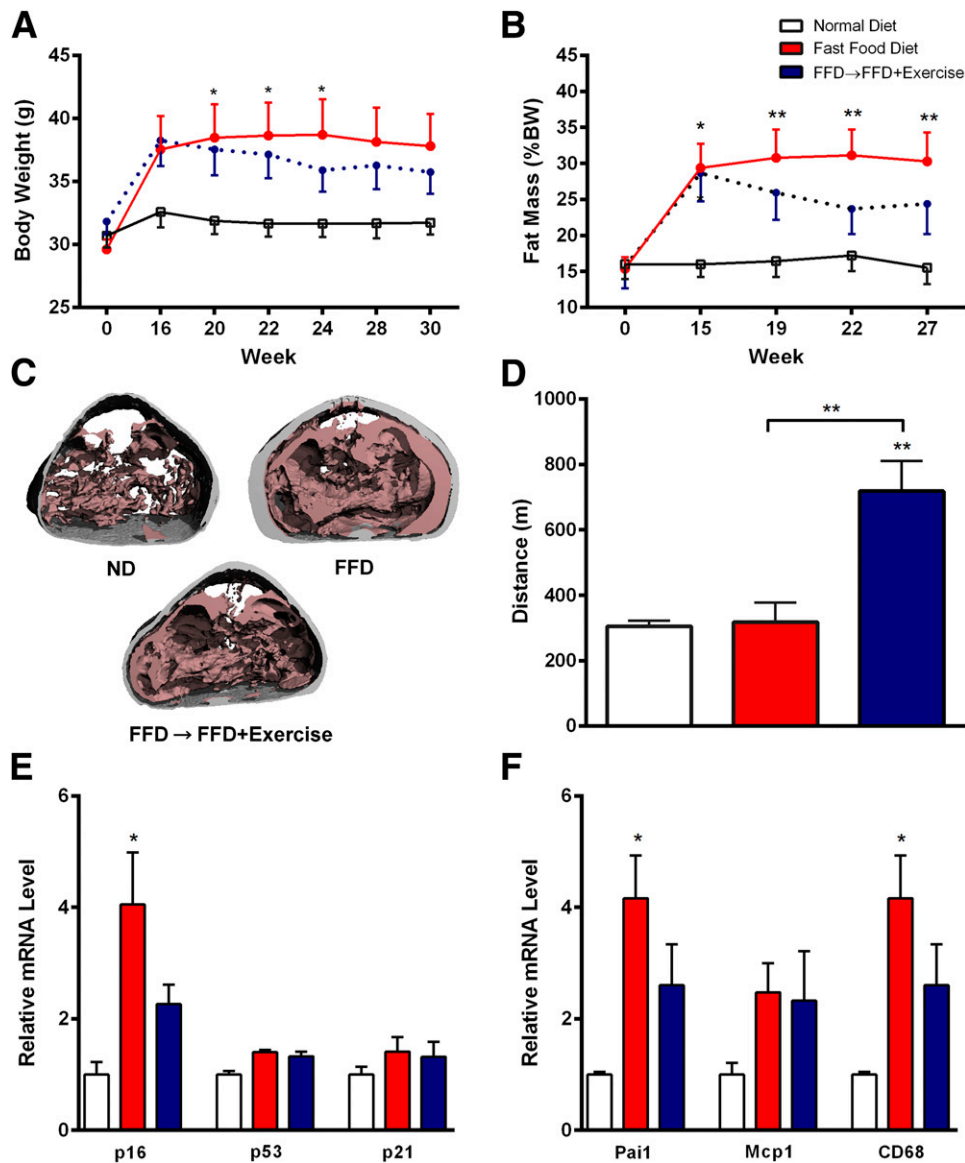 A
Body Weight (g)
45
40
35
30
25
* * *
0 16 20 22 24 28 30
Week
B
Normal Diet
Fast Food Diet
FFD→FFD+Exercise
Fat Mass (%BW)
45
40
35
30
25
20
15
10
* ** ** **
*
0 15 19 22 27
Week
C
ND
FFD
FFD → FFD+Exercise
D
Distance (m)
1000
800
600
400
200
0
**
**
E
Relative mRNA Level
6
4
2
0
*
p16 p53 p21
F
Relative mRNA Level
6
4
2
0
* *
Pai1 Mcp1 CD68